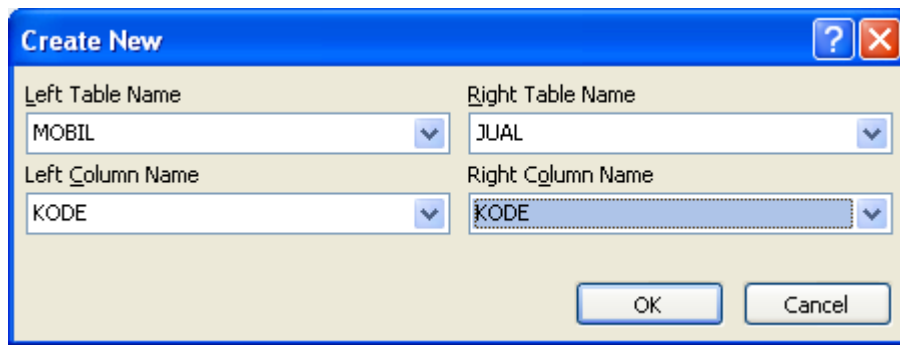 Create New
?
Left Table Name Right Table Name
MOBIL JUAL
Left Column Name Right Column Name
KODE KODE
OK Cancel